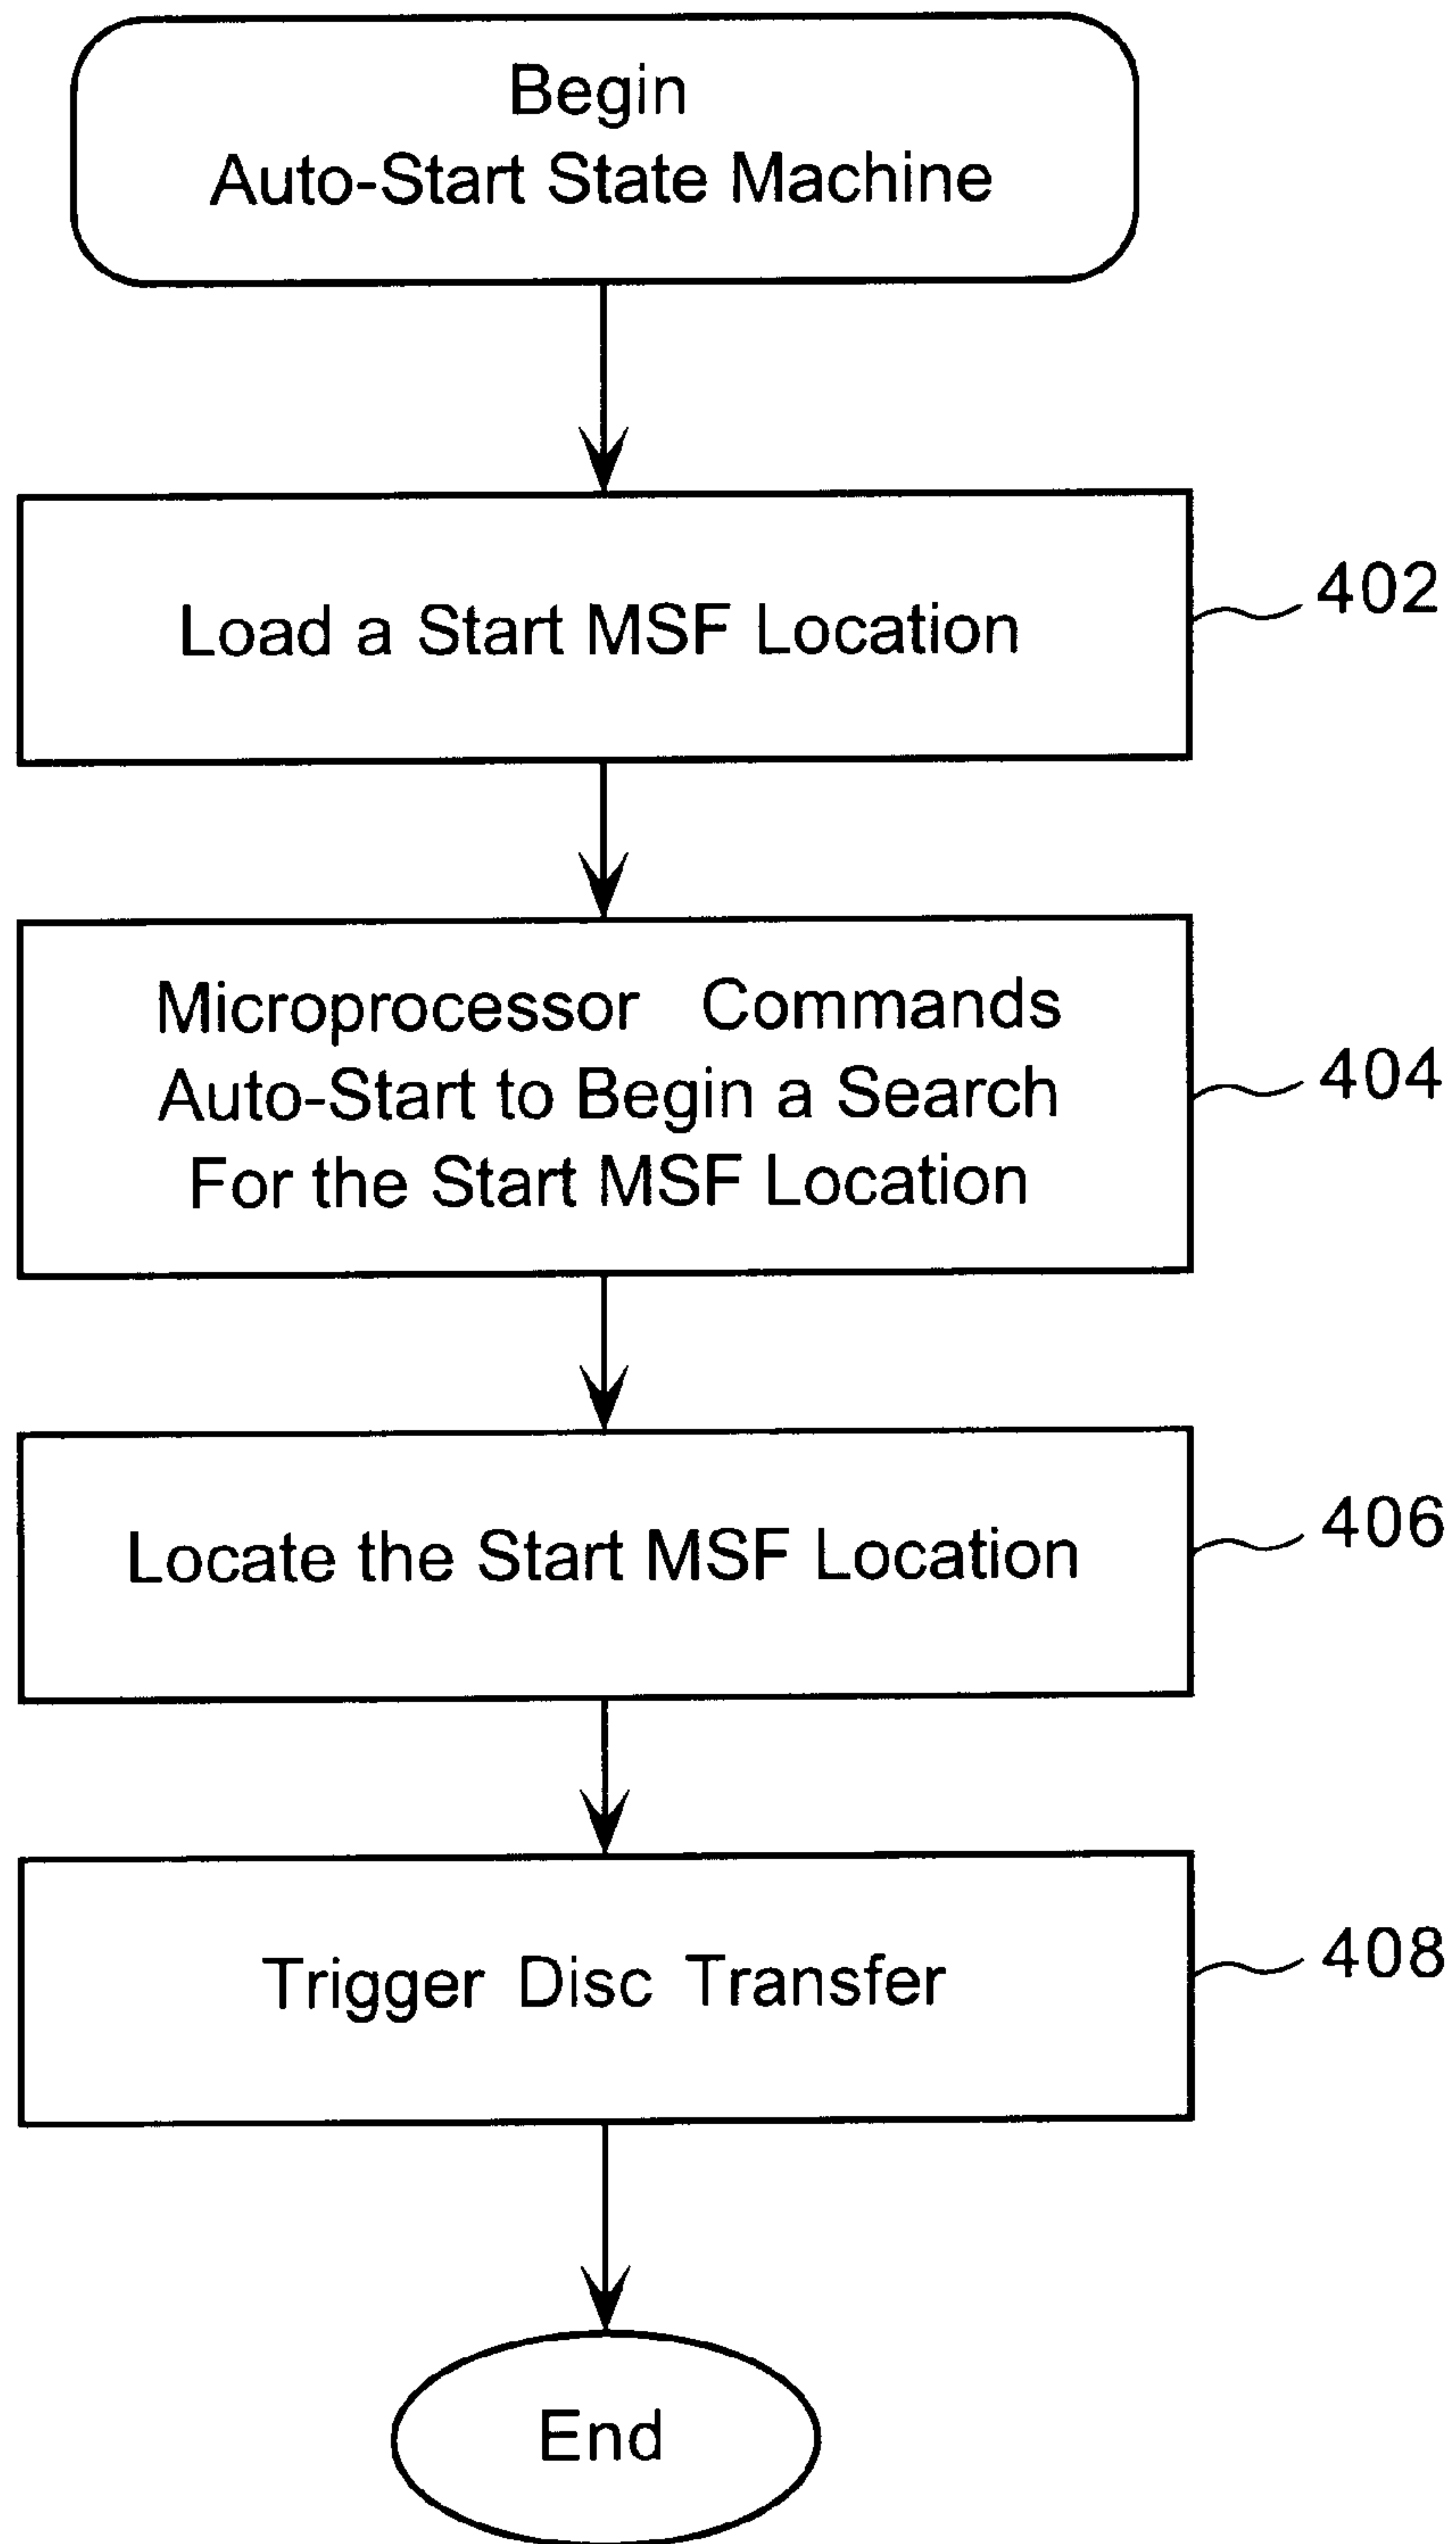 Begin
Auto-Start State Machine
Load a Start MSF Location
402
Microprocessor Commands
Auto-Start to Begin a Search
For the Start MSF Location
404
Locate the Start MSF Location
406
Trigger Disc Transfer
408
End